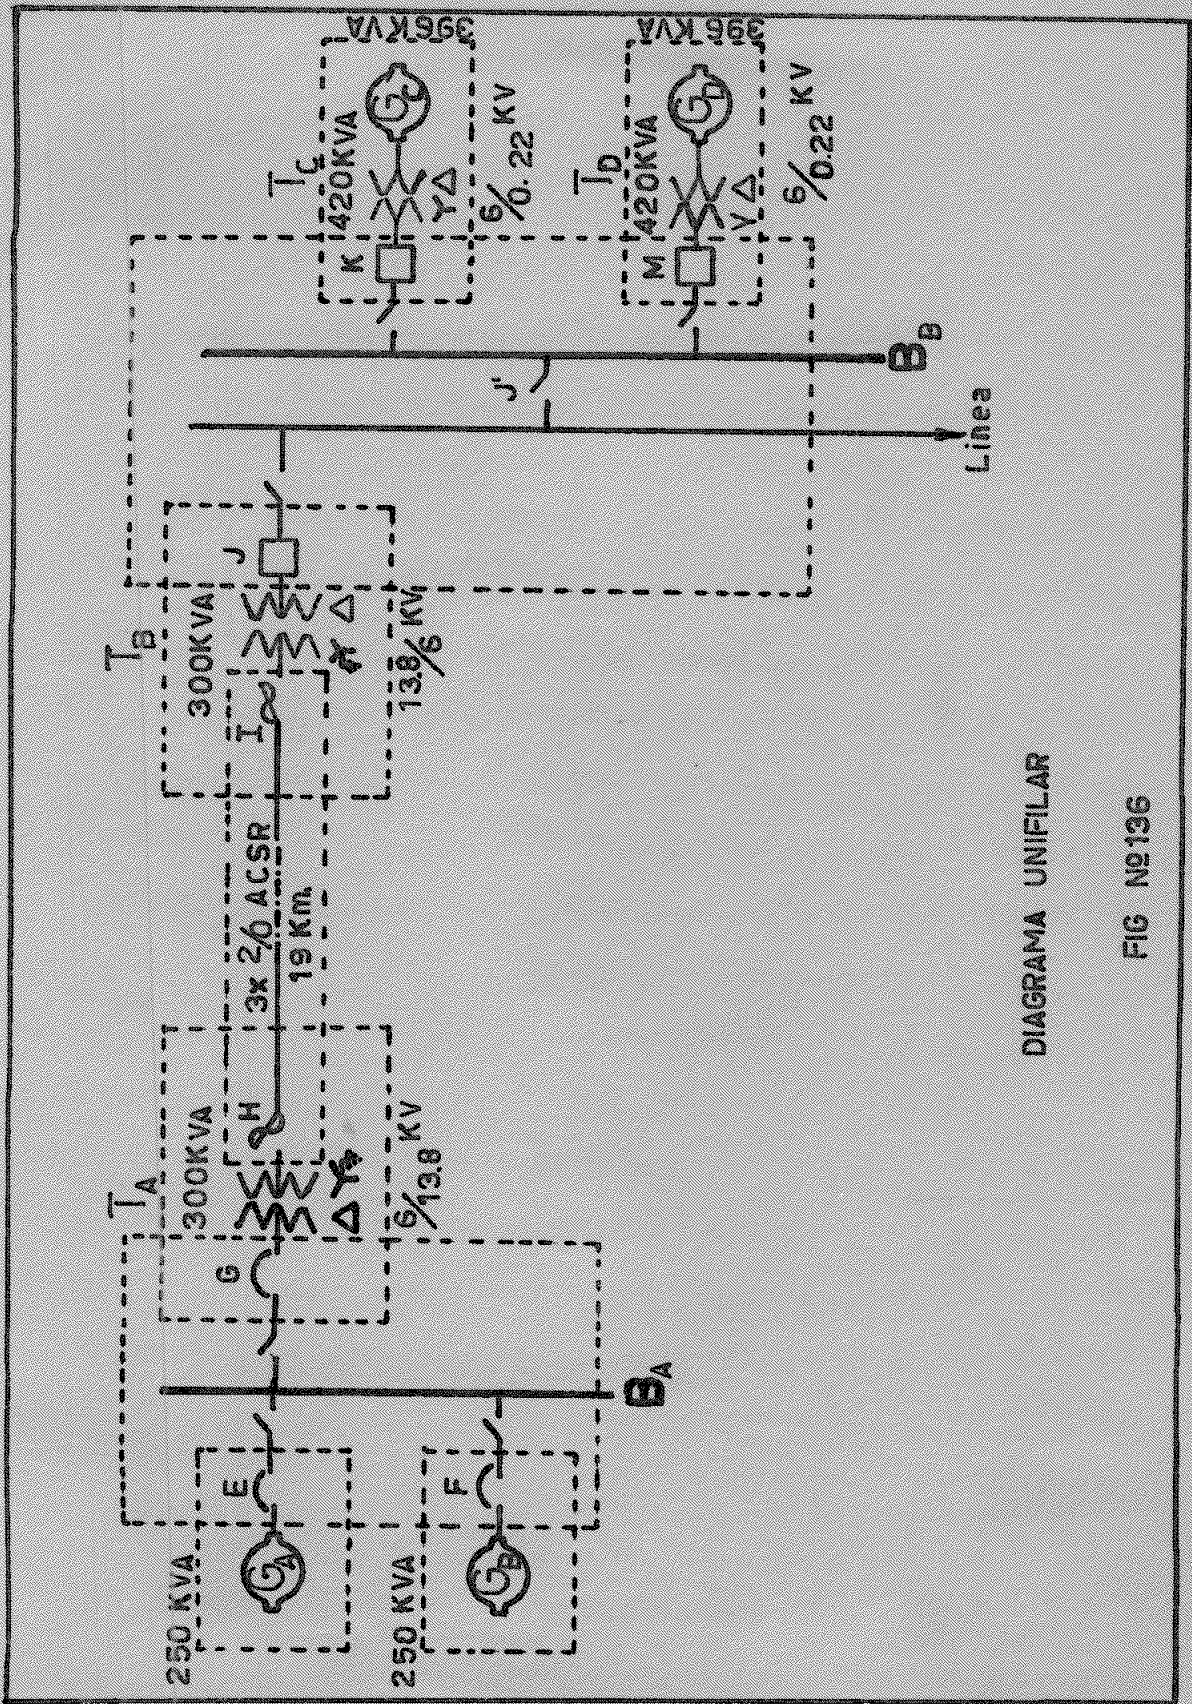 250 KVA
G_A
E
250 KVA
G_B
F
B_A
T_A
300KVA
G
H
6/13.8 KV
3x 2/0 ACSR
19 Km.
T_B
300KVA
I
J
13.8/6 KV
J'
Linea
B_B
T_C
420KVA
396 KVA
G_C
K
Y Δ
6/0.22 KV
T_D
420KVA
396 KVA
G_D
M
Y Δ
6/0.22 KV
Δ Y
Y Δ
DIAGRAMA UNIFILAR
FIG Nº136